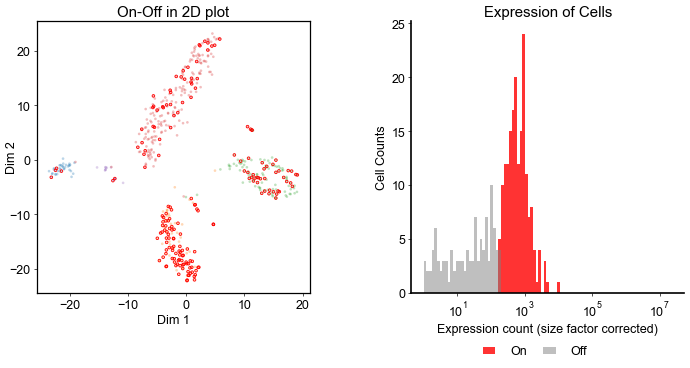 On-Off in 2D plot
20
10
0
−10
−20
Dim 2
−20 −10 0 10 20
Dim 1
Expression of Cells
25
20
15
10
5
0
Cell Counts
10^1 10^3 10^5 10^7
Expression count (size factor corrected)
On Off